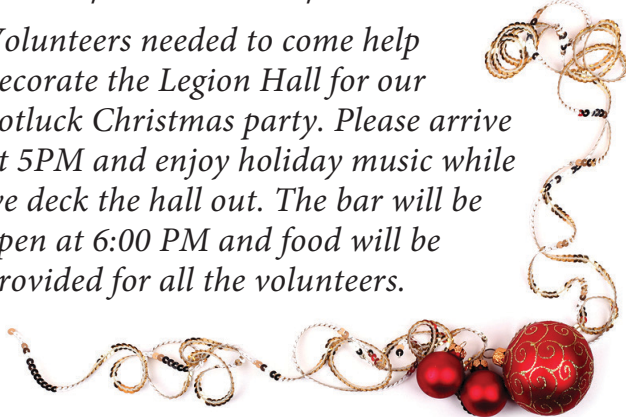 Volunteers needed to come help
ecorate the Legion Hall for our
otluck Christmas party. Please arrive
t 5PM and enjoy holiday music while
e deck the hall out. The bar will be
pen at 6:00 PM and food will be
rovided for all the volunteers.